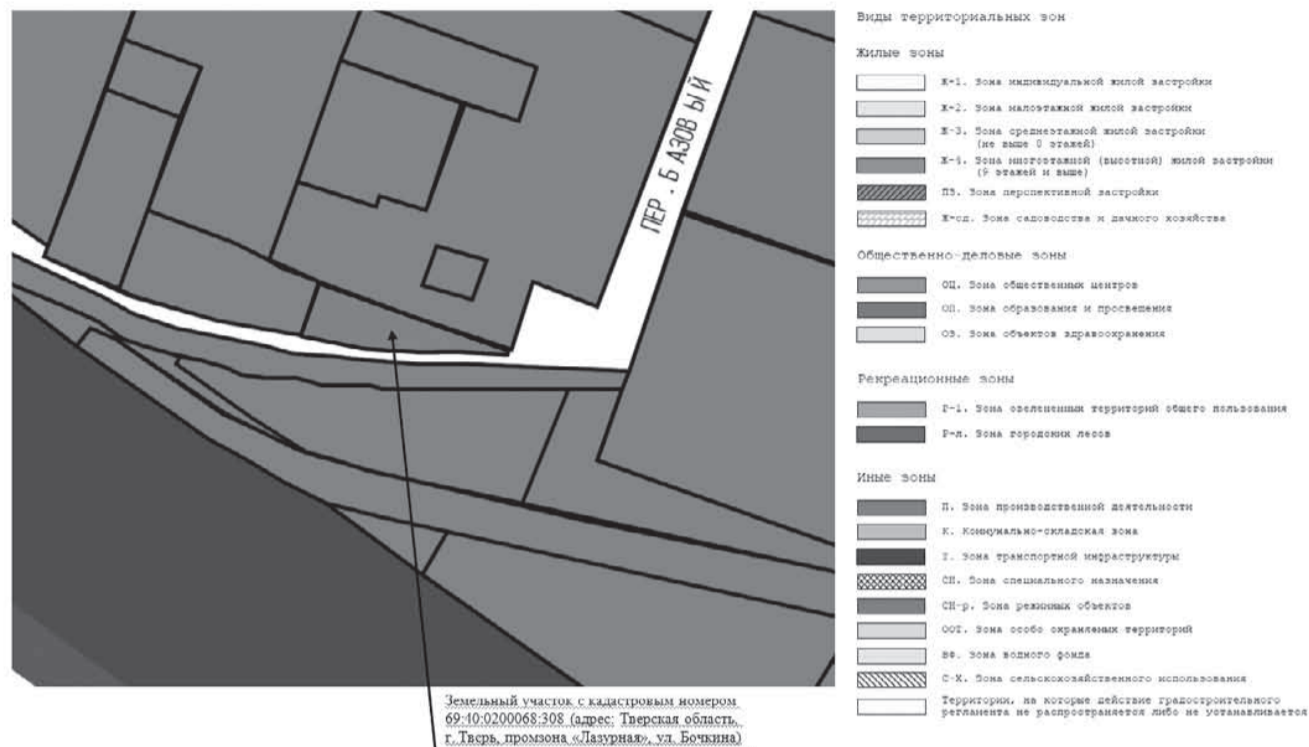 ПЕР. БАЗОВЫЙ
Земельный участок с кадастровым номером
69:40:0200068:308 (адрес: Тверская область,
г. Тверь, промзона «Лазурная», ул. Бочкина)
Виды территориальных зон
Жилые зоны
Ж-1. Зона индивидуальной жилой застройки
Ж-2. Зона малоэтажной жилой застройки
Ж-3. Зона среднеэтажной жилой застройки
(не выше 8 этажей)
Ж-4. Зона многоэтажной (высотной) жилой застройки
(9 этажей и выше)
ПЗ. Зона перспективной застройки
Ж-сд. Зона садоводства и дачного хозяйства
Общественно-деловые зоны
ОЦ. Зона общественных центров
ОП. Зона образования и просвещения
ОЗ. Зона объектов здравоохранения
Рекреационные зоны
Р-1. Зона озелененных территорий общего пользования
Р-л. Зона городских лесов
Иные зоны
П. Зона производственной деятельности
К. Коммунально-складская зона
Т. Зона транспортной инфраструктуры
СН. Зона специального назначения
СН-р. Зона режимных объектов
ООТ. Зона особо охраняемых территорий
ВФ. Зона водного фонда
С-Х. Зона сельскохозяйственного использования
Территории, на которые действие градостроительного
регламента не распространяется либо не устанавливается